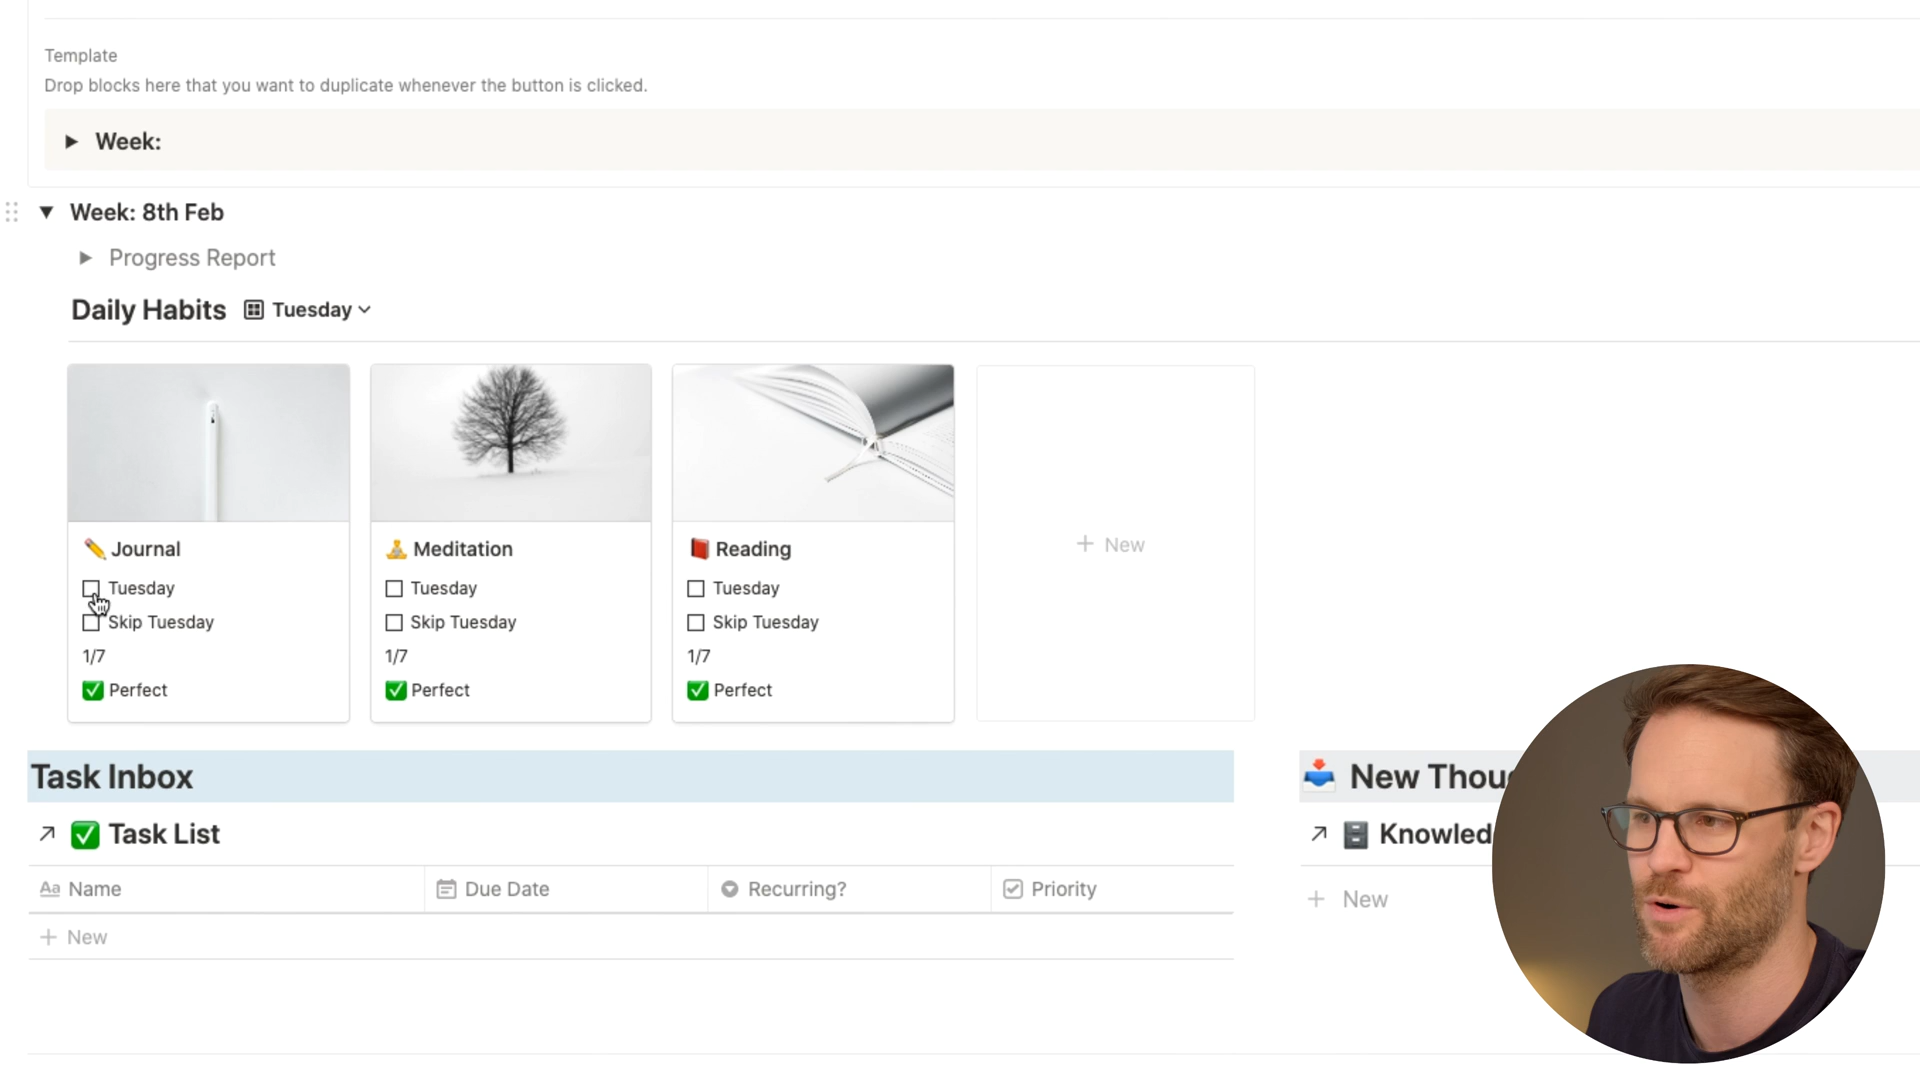 Template
Drop blocks here that you want to duplicate whenever the button is clicked.
Week:
Week: 8th Feb
Progress Report
Daily Habits Tuesday
Journal
Tuesday
Skip Tuesday
1/7
Perfect
Meditation
Tuesday
Skip Tuesday
1/7
Perfect
Reading
Tuesday
Skip Tuesday
1/7
Perfect
+ New
Task Inbox
Task List
Aa Name Due Date Recurring? Priority
+ New
New
+ New